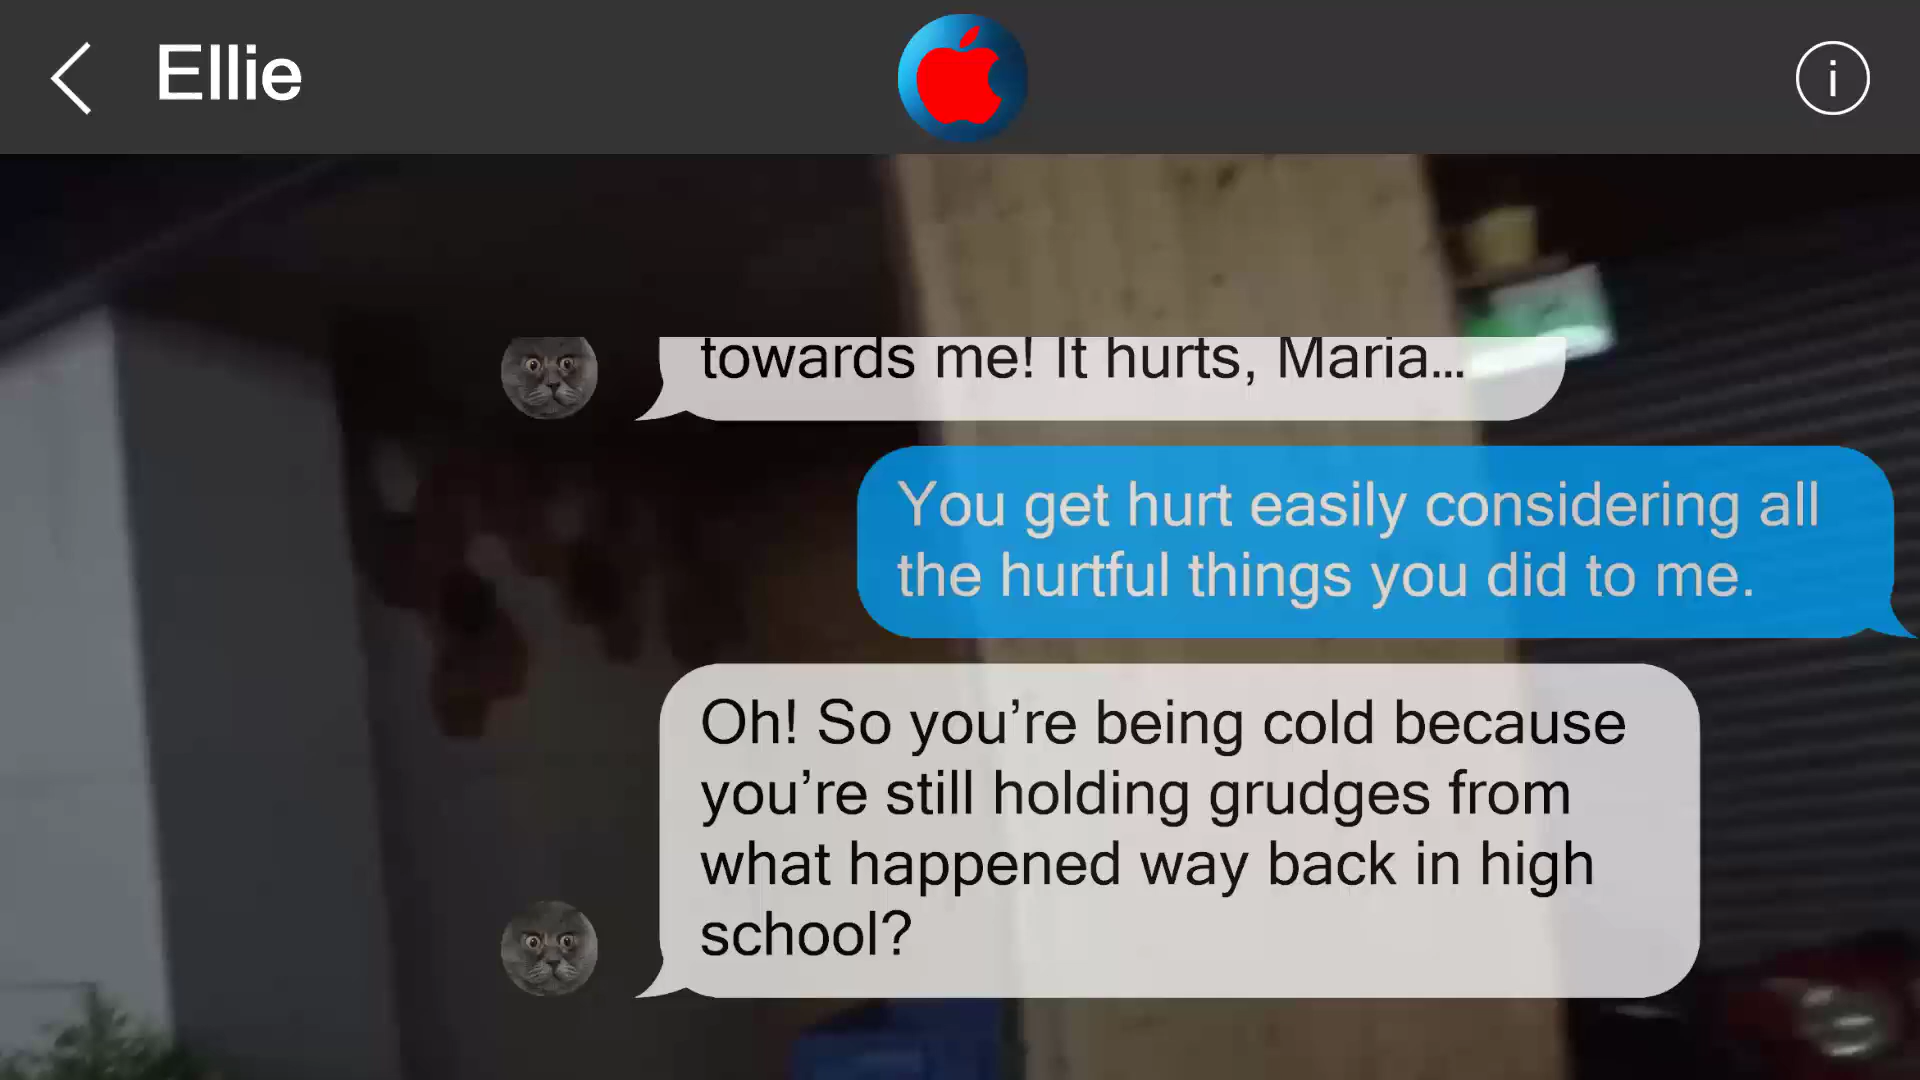 Ellie
i
towards me! It hurts, Maria...
You get hurt easily considering all
the hurtful things you did to me.
Oh! So you’re being cold because
you’re still holding grudges from
what happened way back in high
school?